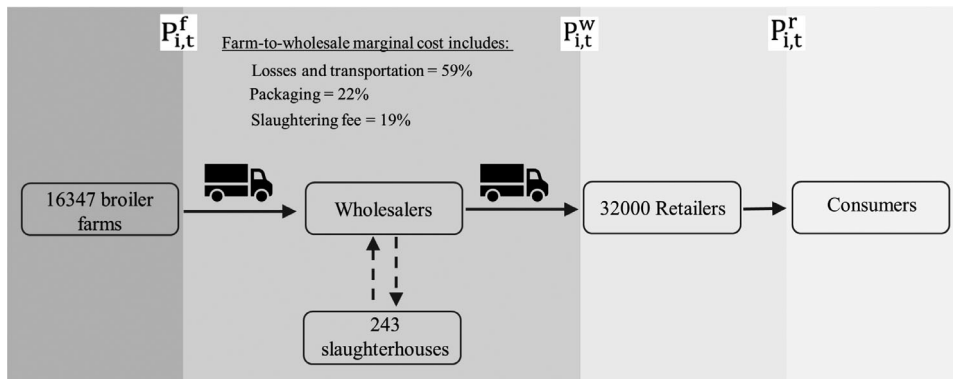 P^f_{i,t}
P^w_{i,t}
P^r_{i,t}
Farm-to-wholesale marginal cost includes:
Losses and transportation = 59%
Packaging = 22%
Slaughtering fee = 19%
16347 broiler
farms
Wholesalers
32000 Retailers
Consumers
243
slaughterhouses